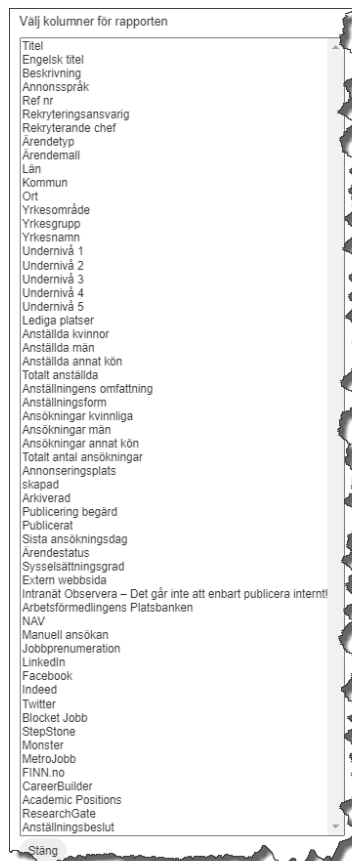 Välj kolumner för rapporten
Titel
Engelsk titel
Beskrivning
Annonsspråk
Ref nr
Rekryteringsansvarig
Rekryterande chef
Ärendetyp
Ärendemall
Län
Kommun
Ort
Yrkesområde
Yrkesgrupp
Yrkesnamn
Undernivå 1
Undernivå 2
Undernivå 3
Undernivå 4
Undernivå 5
Lediga platser
Anställda kvinnor
Anställda män
Anställda annat kön
Totalt anställda
Anställningens omfattning
Anställningsform
Ansökningar kvinnliga
Ansökningar män
Ansökningar annat kön
Totalt antal ansökningar
Annonseringsplats
skapad
Arkiverad
Publicering begärd
Publicerat
Sista ansökningsdag
Ärendestatus
Sysselsättningsgrad
Extern webbsida
Intranät Observera – Det går inte att enbart publicera internt!
Arbetsförmedlingens Platsbanken
NAV
Manuell ansökan
Jobbprenumeration
LinkedIn
Facebook
Indeed
Twitter
Blocket Jobb
StepStone
Monster
MetroJobb
FINN.no
CareerBuilder
Academic Positions
ResearchGate
Anställningsbeslut
Stäng